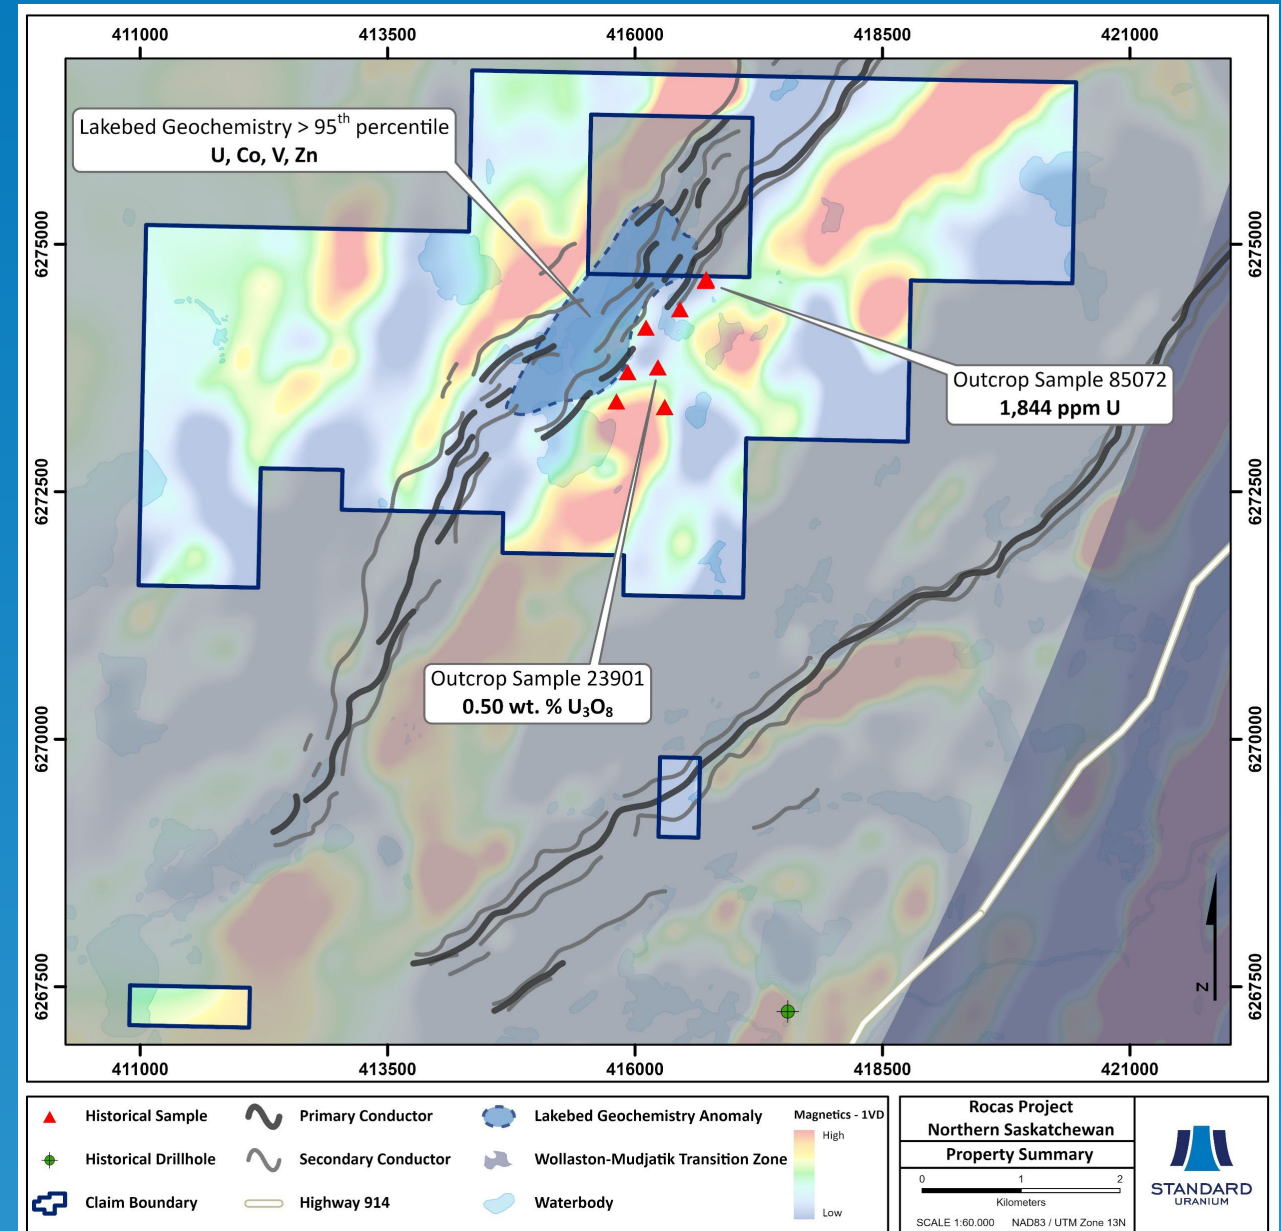 411000 413500 416000 418500 421000
Lakebed Geochemistry > 95th percentile
U, Co, V, Zn
6275000 6275000
Outcrop Sample 85072
1,844 ppm U
6272500 6272500
Outcrop Sample 23901
0.50 wt. % U₃O₈
6270000 6270000
6267500 6267500
N
411000 413500 416000 418500 421000
Historical Sample
Historical Drillhole
Claim Boundary
Primary Conductor
Secondary Conductor
Highway 914
Lakebed Geochemistry Anomaly
Wollaston-Mudjatik Transition Zone
Waterbody
Magnetics - 1VD
High
Low
Rocas Project
Northern Saskatchewan
Property Summary
0 1 2
Kilometers
SCALE 1:60.000 NAD83 / UTM Zone 13N
STANDARD
URANIUM